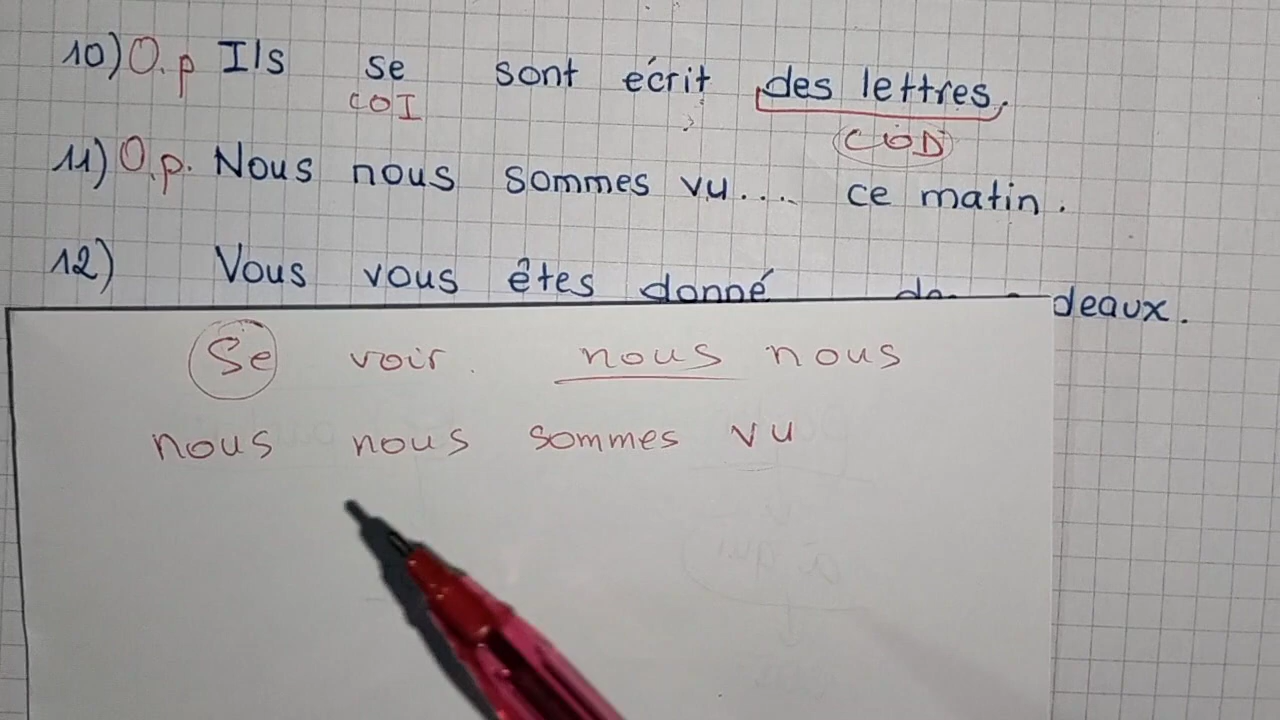 10) O.p Ils se sont écrit des lettres.
COI
COD
11) O.p. Nous nous sommes vu.... ce matin.
12) Vous vous êtes donné deaux.
Se voir. nous nous
nous nous sommes vu